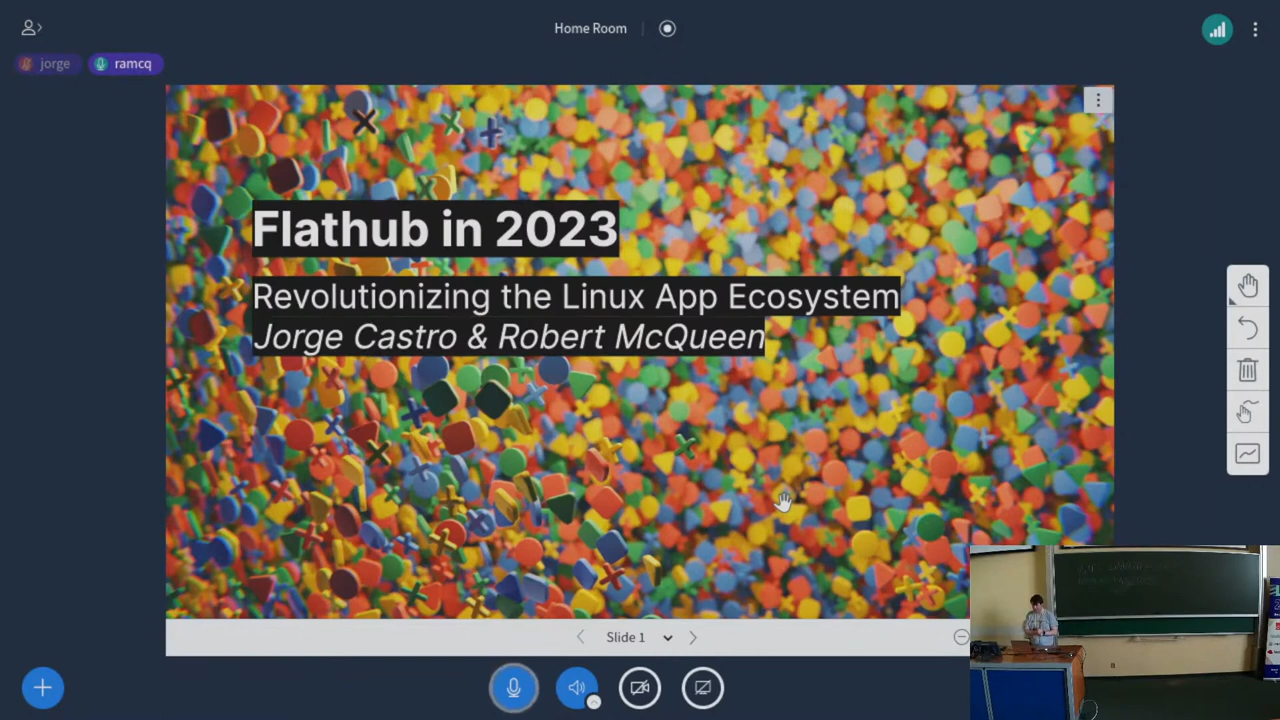 Home Room
jorge
ramcq
Flathub in 2023
Revolutionizing the Linux App Ecosystem
Jorge Castro & Robert McQueen
Slide 1